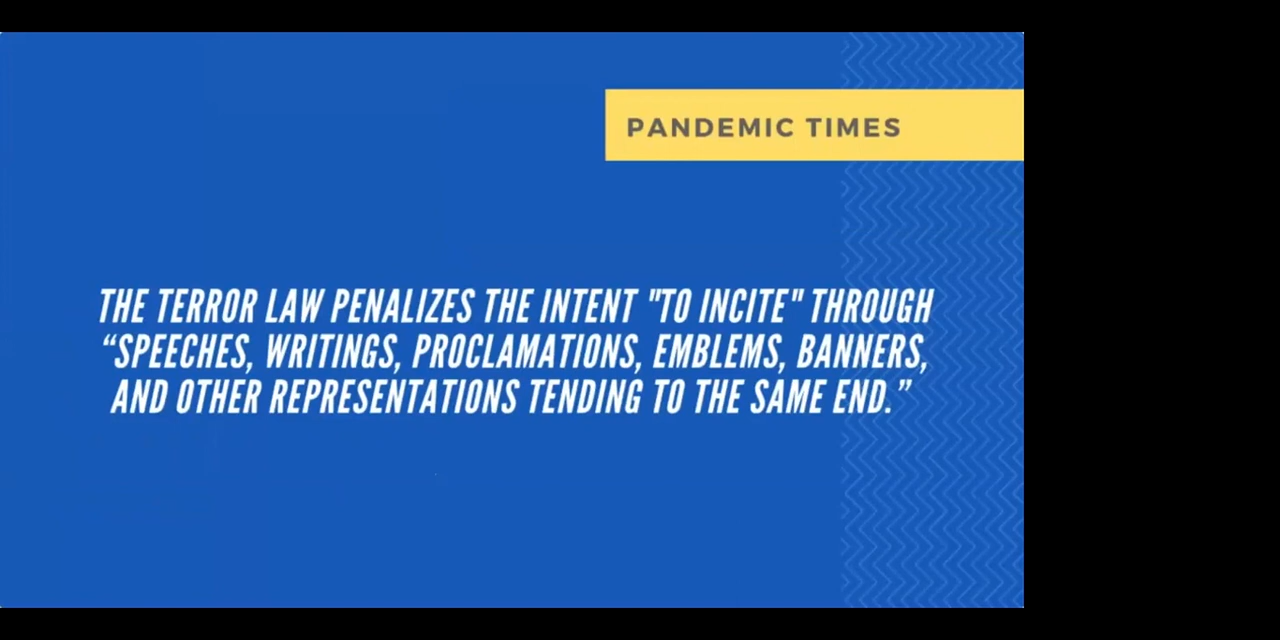 PANDEMIC TIMES
THE TERROR LAW PENALIZES THE INTENT "TO INCITE" THROUGH
“SPEECHES, WRITINGS, PROCLAMATIONS, EMBLEMS, BANNERS,
AND OTHER REPRESENTATIONS TENDING TO THE SAME END.”